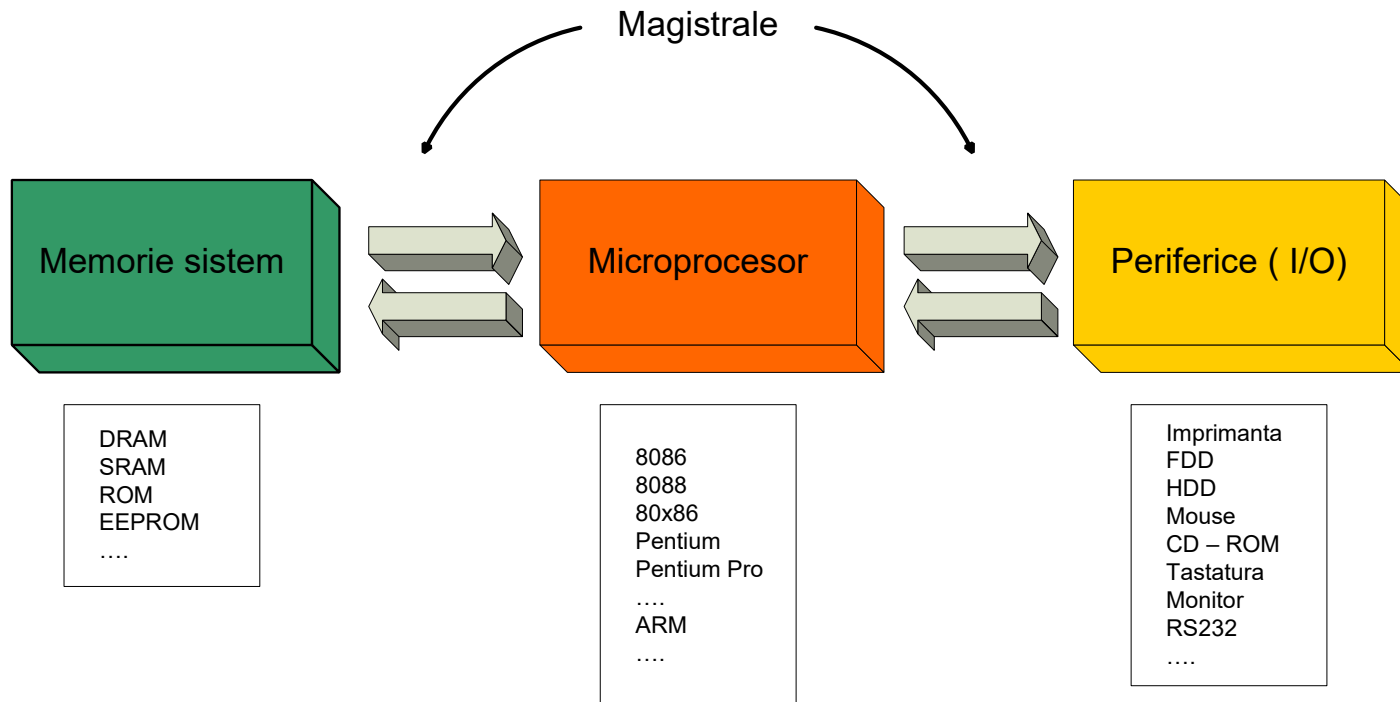 Magistrale
Memorie sistem
Microprocesor
Periferice ( I/O)
DRAM
SRAM
ROM
EEPROM
….
8086
8088
80x86
Pentium
Pentium Pro
….
ARM
….
Imprimanta
FDD
HDD
Mouse
CD – ROM
Tastatura
Monitor
RS232
….